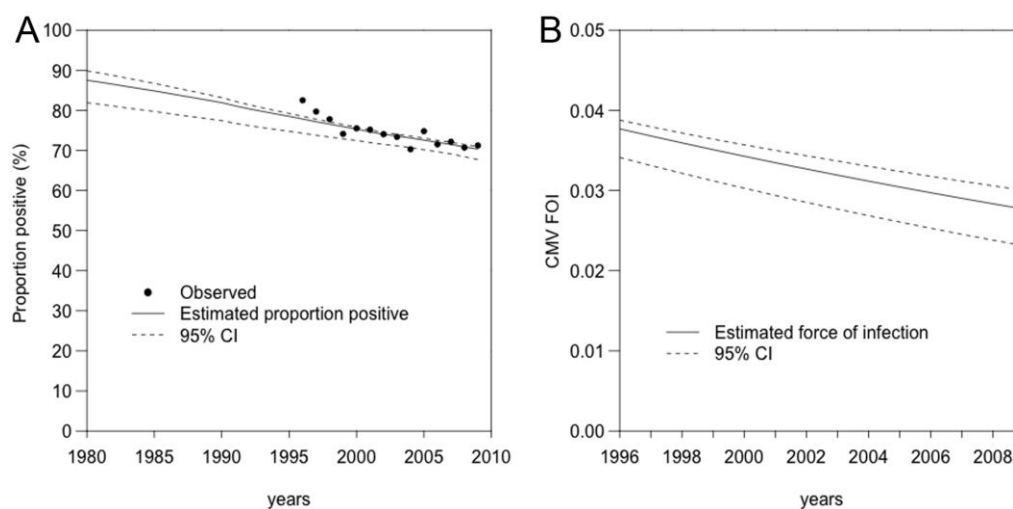 A
100
90
80
70
60
50
40
30
20
10
0
Proportion positive (%)
Observed
Estimated proportion positive
95% CI
1980 1985 1990 1995 2000 2005 2010
years
B
0.05
0.04
0.03
0.02
0.01
0.00
CMV FOI
Estimated force of infection
95% CI
1996 1998 2000 2002 2004 2006 2008
years